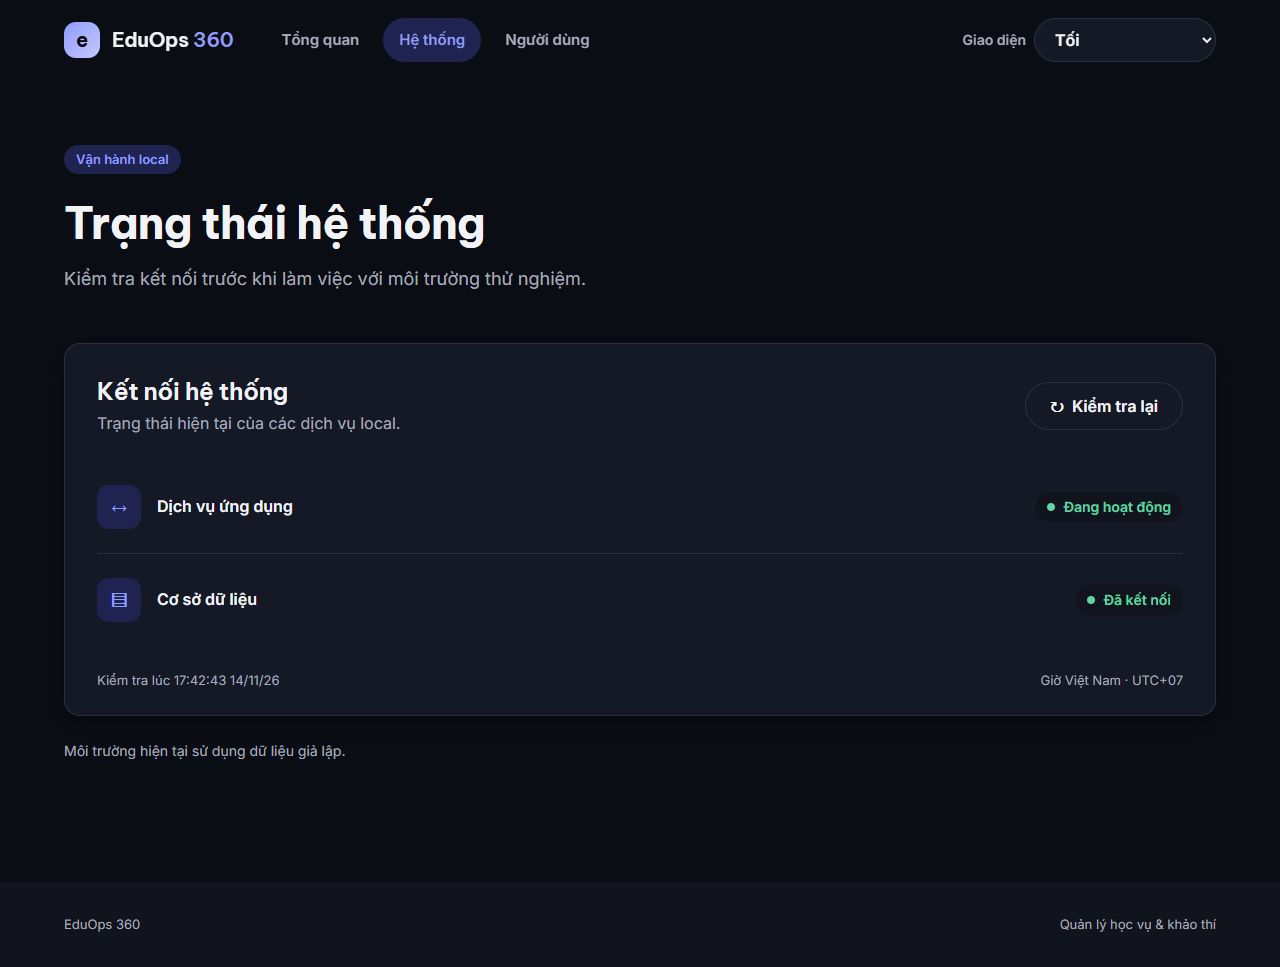 e EduOps 360 Tổng quan Hệ thống Người dùng Giao diện Tối
Vận hành local
Trạng thái hệ thống
Kiểm tra kết nối trước khi làm việc với môi trường thử nghiệm.
Kết nối hệ thống
Trạng thái hiện tại của các dịch vụ local.
↻ Kiểm tra lại
↔ Dịch vụ ứng dụng Đang hoạt động
Cơ sở dữ liệu Đã kết nối
Kiểm tra lúc 17:42:43 14/11/26 Giờ Việt Nam · UTC+07
Môi trường hiện tại sử dụng dữ liệu giả lập.
EduOps 360 Quản lý học vụ & khảo thí